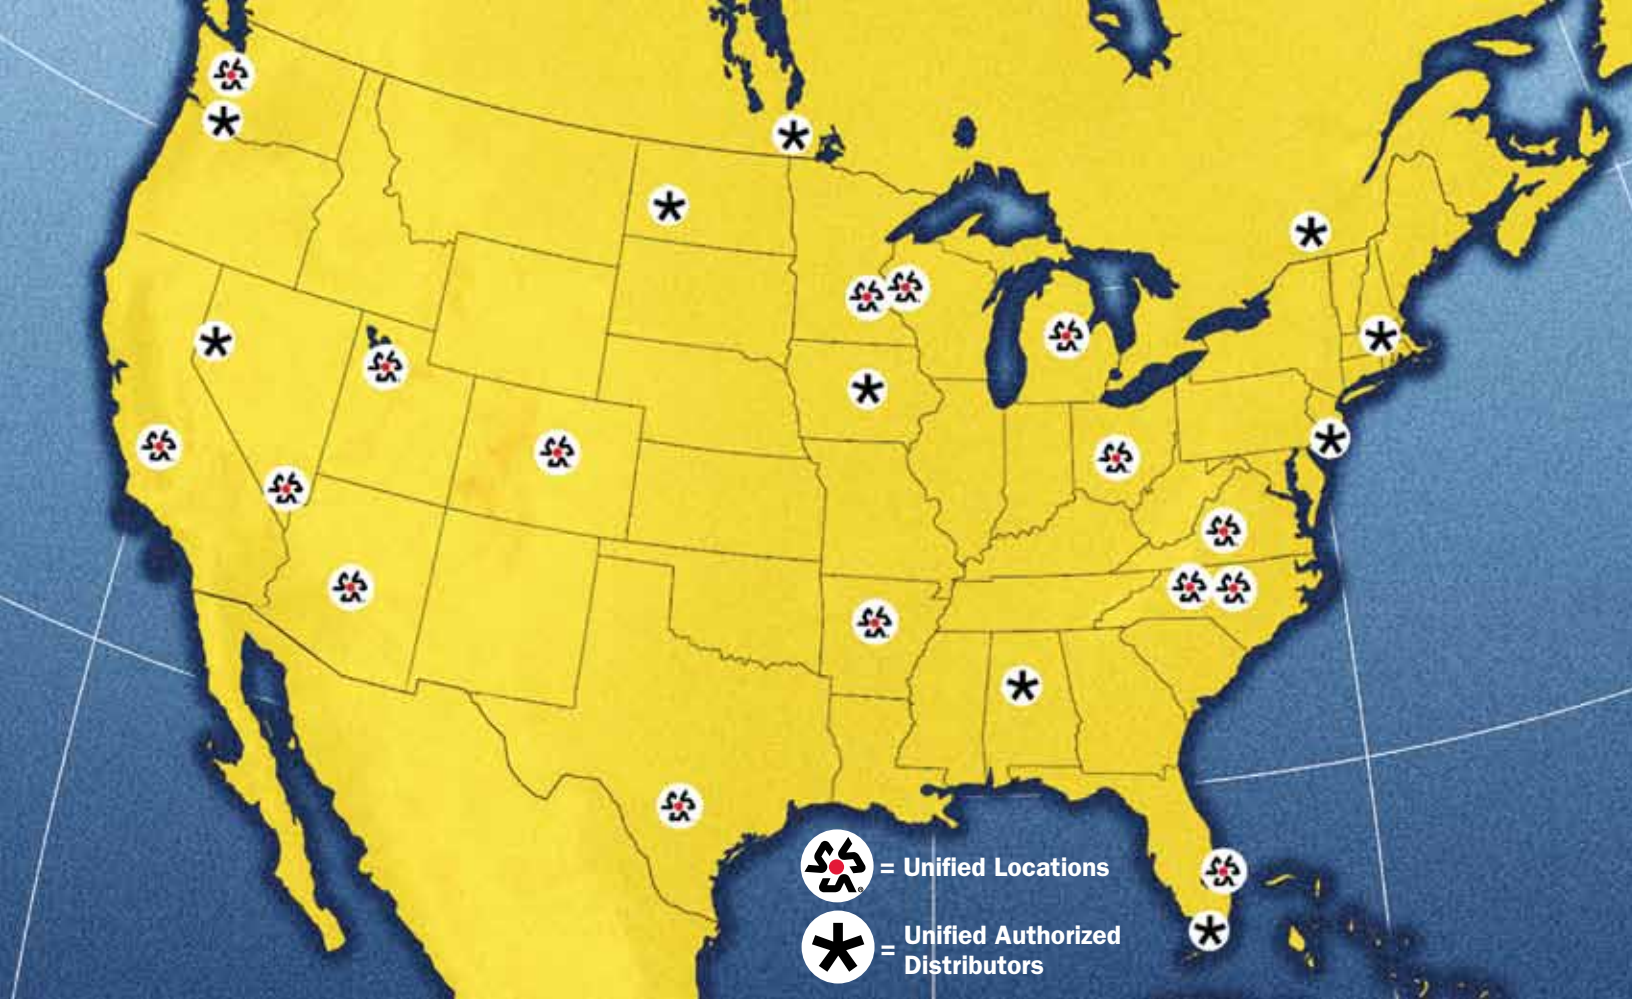 = Unified Locations
= Unified Authorized
Distributors